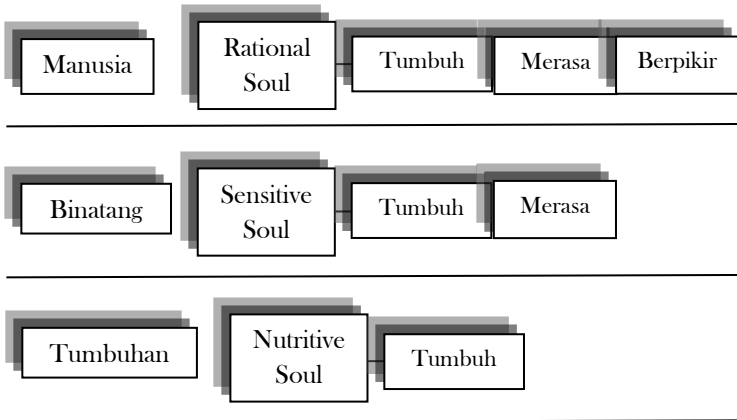 Manusia
Rational
Soul
Tumbuh
Merasa
Berpikir
Binatang
Sensitive
Soul
Tumbuh
Merasa
Tumbuhan
Nutritive
Soul
Tumbuh